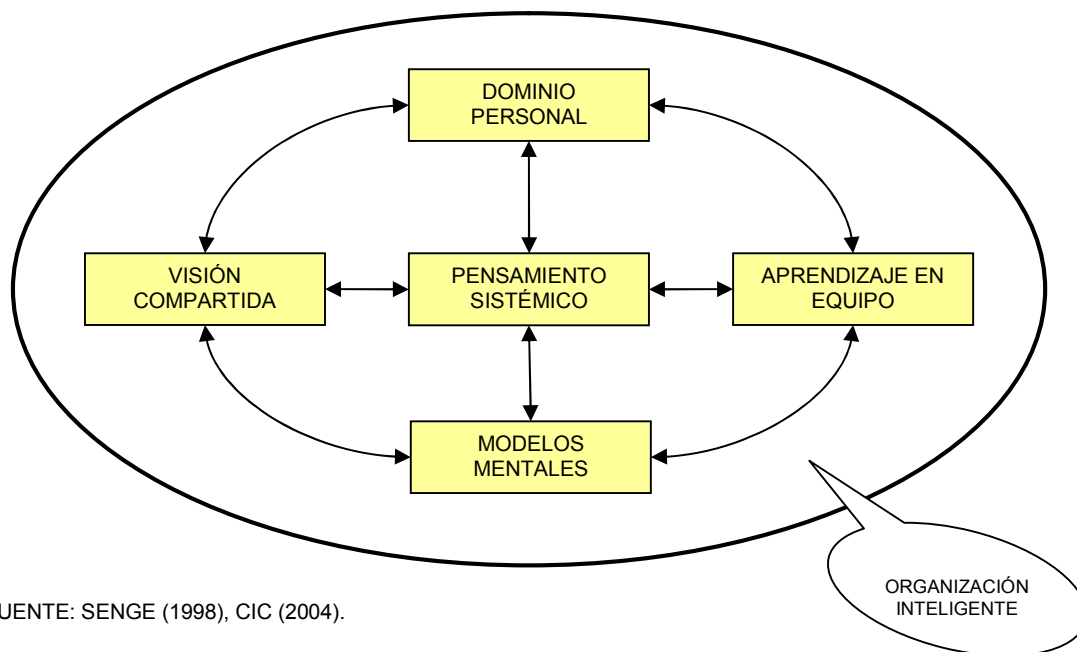 DOMINIO
PERSONAL
VISIÓN
COMPARTIDA
PENSAMIENTO
SISTÉMICO
APRENDIZAJE EN
EQUIPO
MODELOS
MENTALES
ORGANIZACIÓN
INTELIGENTE
UENTE: SENGE (1998), CIC (2004).